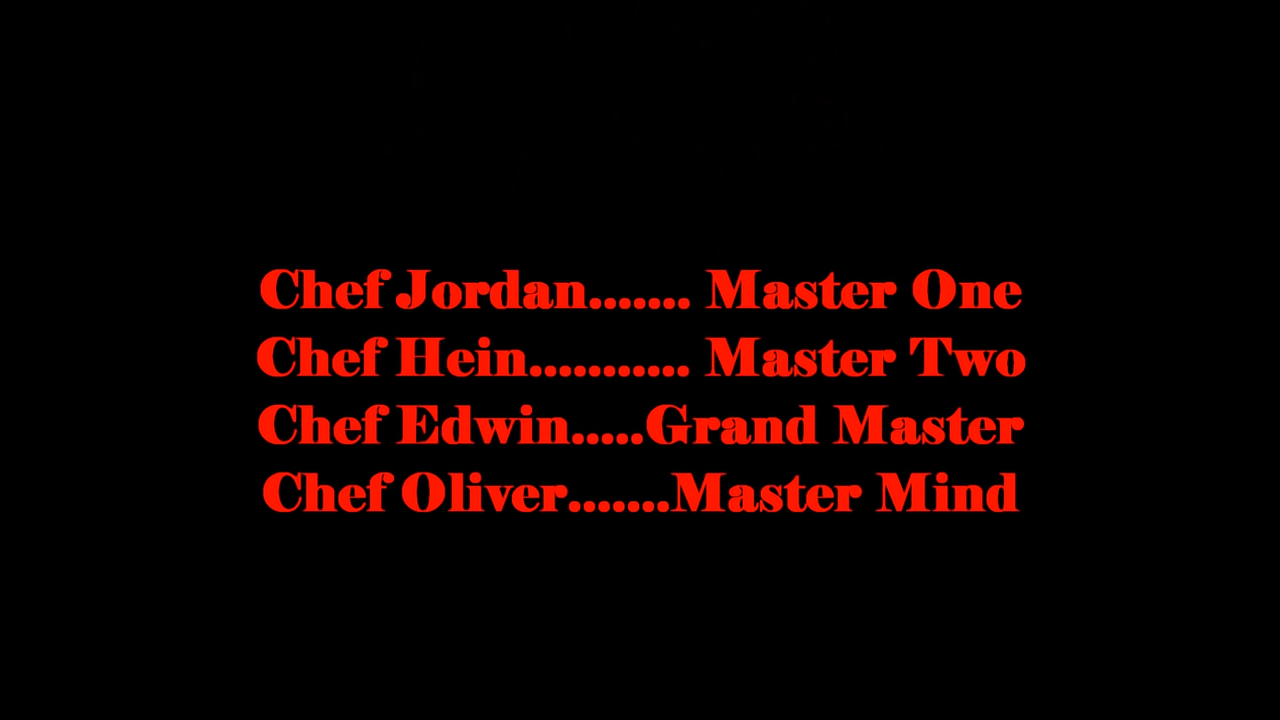 Chef Jordan....... Master One
Chef Hein........... Master Two
Chef Edwin.....Grand Master
Chef Oliver.......Master Mind